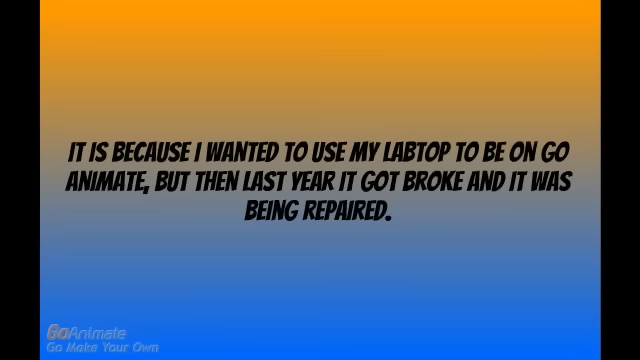 IT IS BECAUSE I WANTED TO USE MY LABTOP TO BE ON GO
ANIMATE, BUT THEN LAST YEAR IT GOT BROKE AND IT WAS
BEING REPAIRED.
GoAnimate
Go Make Your Own